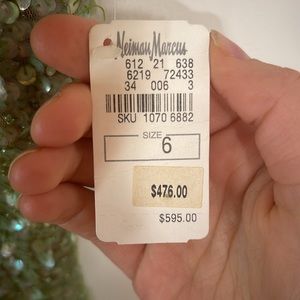 Neiman Marcus
612 21 638
6219 72433
34 006 3
SKU 1070 6882
SIZE
6
$476.00
$595.00